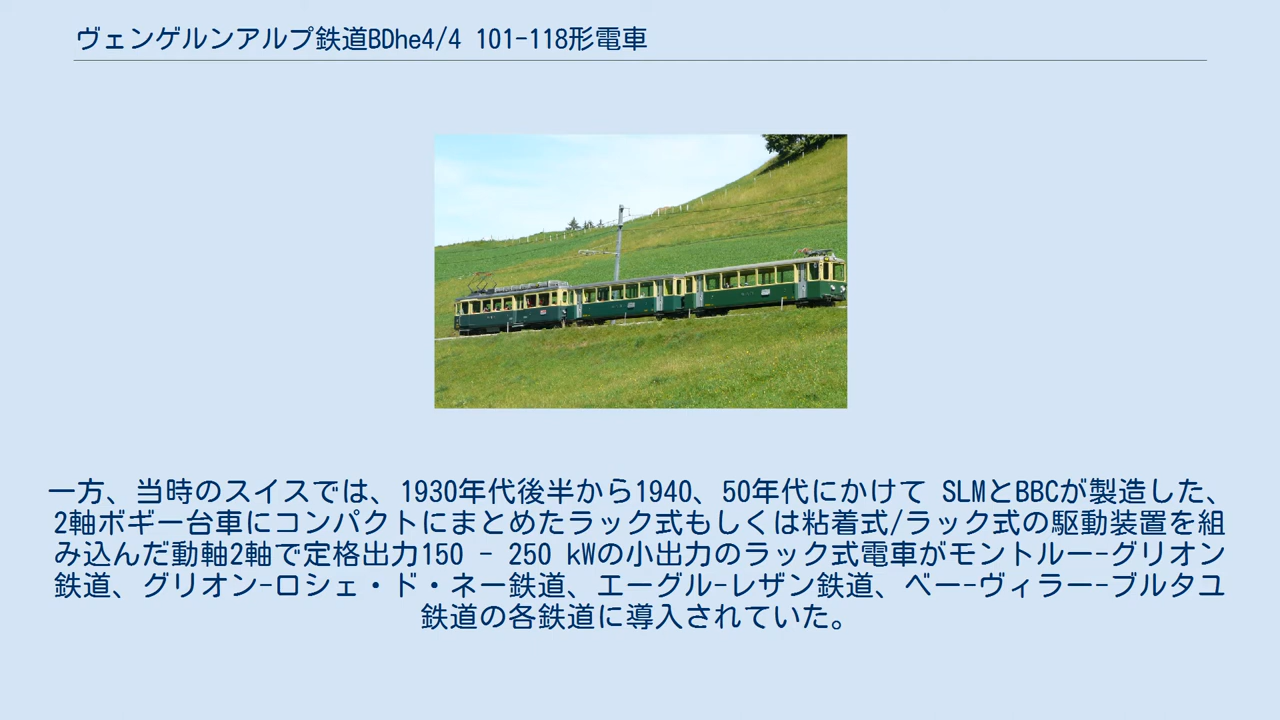 ヴェンゲルンアルプ鉄道BDhe4/4 101-118形電車
一方、当時のスイスでは、1930年代後半から1940、50年代にかけて SLMとBBCが製造した、
2軸ボギー台車にコンパクトにまとめたラック式もしくは粘着式/ラック式の駆動装置を組
み込んだ動軸2軸で定格出力150 - 250 kWの小出力のラック式電車がモントルー-グリオン
鉄道、グリオン-ロシェ・ド・ネー鉄道、エーグル-レザン鉄道、ベー-ヴィラー-ブルタユ
鉄道の各鉄道に導入されていた。